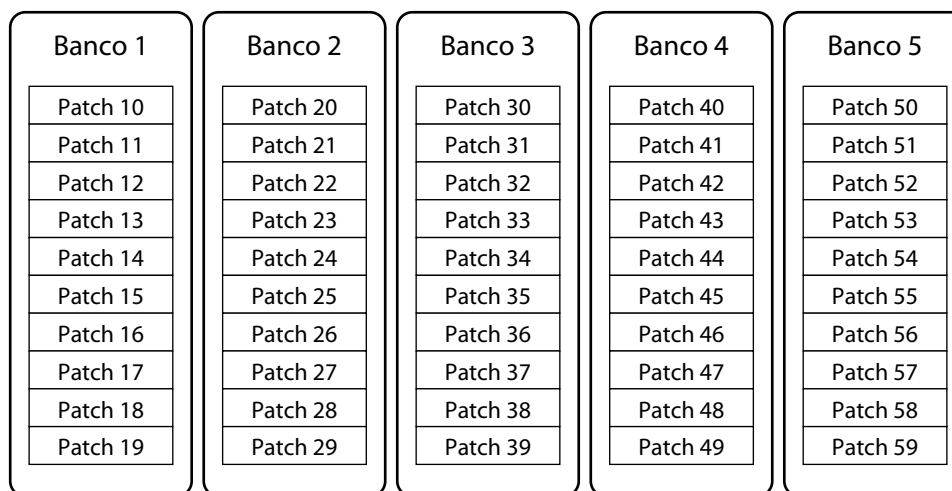 Banco 1
Patch 10
Patch 11
Patch 12
Patch 13
Patch 14
Patch 15
Patch 16
Patch 17
Patch 18
Patch 19
Banco 2
Patch 20
Patch 21
Patch 22
Patch 23
Patch 24
Patch 25
Patch 26
Patch 27
Patch 28
Patch 29
Banco 3
Patch 30
Patch 31
Patch 32
Patch 33
Patch 34
Patch 35
Patch 36
Patch 37
Patch 38
Patch 39
Banco 4
Patch 40
Patch 41
Patch 42
Patch 43
Patch 44
Patch 45
Patch 46
Patch 47
Patch 48
Patch 49
Banco 5
Patch 50
Patch 51
Patch 52
Patch 53
Patch 54
Patch 55
Patch 56
Patch 57
Patch 58
Patch 59